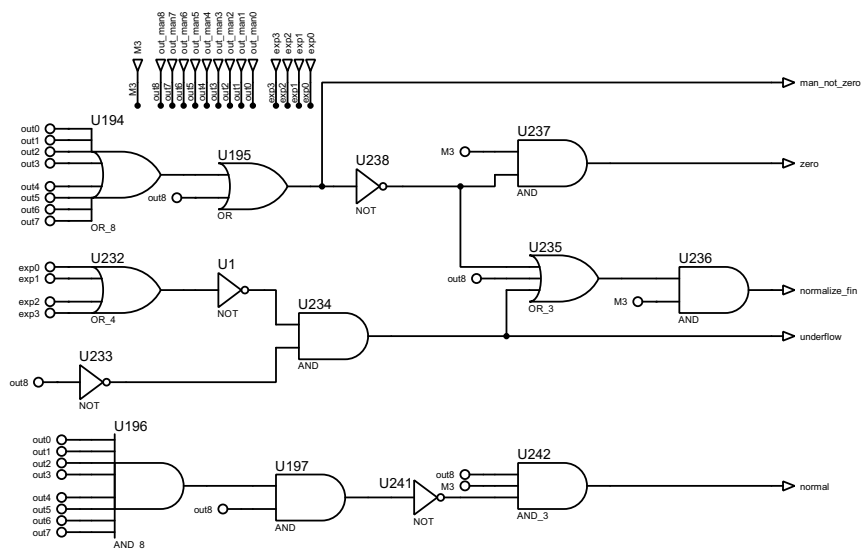 M3
out_man8
out_man7
out_man6
out_man5
out_man4
out_man3
out_man2
out_man1
out_man0
exp3
exp2
exp1
exp0
M3
out8
out7
out6
out5
out4
out3
out2
out1
out0
exp3
exp2
exp1
exp0
man_not_zero
U194
out0
out1
out2
out3
out4
out5
out6
out7
OR_8
U195
out8
OR
U238
NOT
U237
M3
AND
zero
U232
exp0
exp1
exp2
exp3
OR_4
U1
NOT
U234
AND
U235
out8
OR_3
U236
M3
AND
normalize_fin
underflow
U233
out8
NOT
U196
out0
out1
out2
out3
out4
out5
out6
out7
AND_8
U197
out8
AND
U241
NOT
U242
out8
M3
AND_3
normal